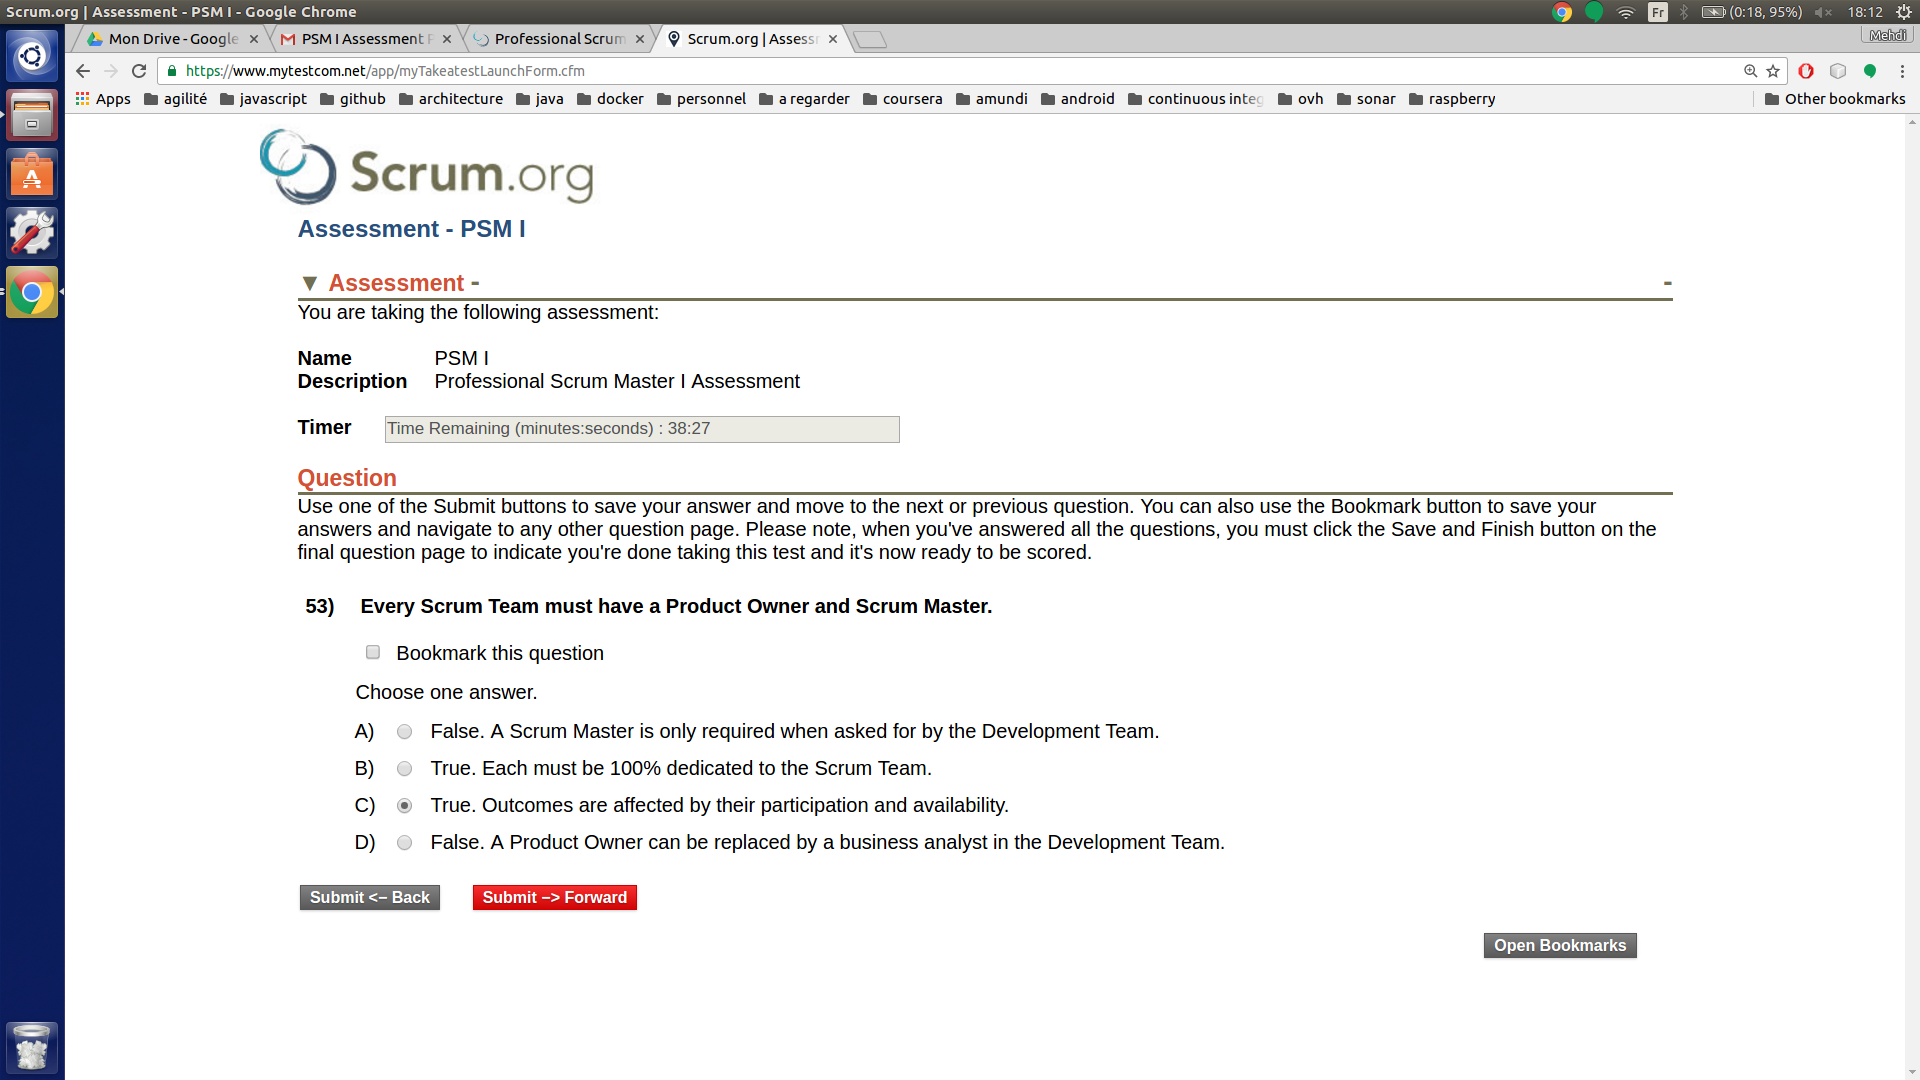 Scrum.org | Assessment - PSM I - Google Chrome
Fr
(0:18, 95%)
18:12
Mon Drive - Google
PSM I Assessment
Professional Scrum
Scrum.org | Assess
Mehdi
https://www.mytestcom.net/app/myTakeatestLaunchForm.cfm
Apps agilité javascript github architecture java docker personnel a regarder coursera amundi android continuous integ ovh sonar raspberry Other bookmarks
Scrum.org
Assessment - PSM I
▼ Assessment - -
You are taking the following assessment:
Name PSM I
Description Professional Scrum Master I Assessment
Timer Time Remaining (minutes:seconds) : 38:27
Question
Use one of the Submit buttons to save your answer and move to the next or previous question. You can also use the Bookmark button to save your
answers and navigate to any other question page. Please note, when you've answered all the questions, you must click the Save and Finish button on the
final question page to indicate you're done taking this test and it's now ready to be scored.
53) Every Scrum Team must have a Product Owner and Scrum Master.
Bookmark this question
Choose one answer.
A) False. A Scrum Master is only required when asked for by the Development Team.
B) True. Each must be 100% dedicated to the Scrum Team.
C) True. Outcomes are affected by their participation and availability.
D) False. A Product Owner can be replaced by a business analyst in the Development Team.
Submit <– Back Submit –> Forward
Open Bookmarks